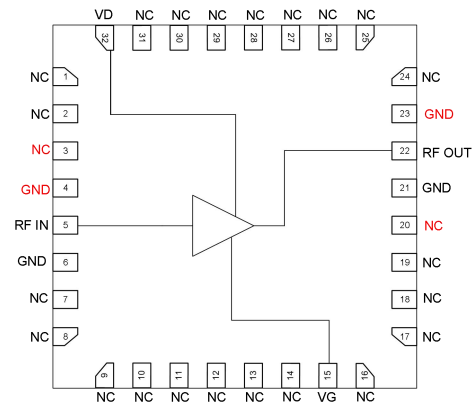 VD NC NC NC NC NC NC NC
32 31 30 29 28 27 26 25
NC 1 24 NC
NC 2 23 GND
NC 3 22 RF OUT
GND 4 21 GND
RF IN 5 20 NC
GND 6 19 NC
NC 7 18 NC
NC 8 17 NC
9 10 11 12 13 14 15 16
NC NC NC NC NC NC VG NC